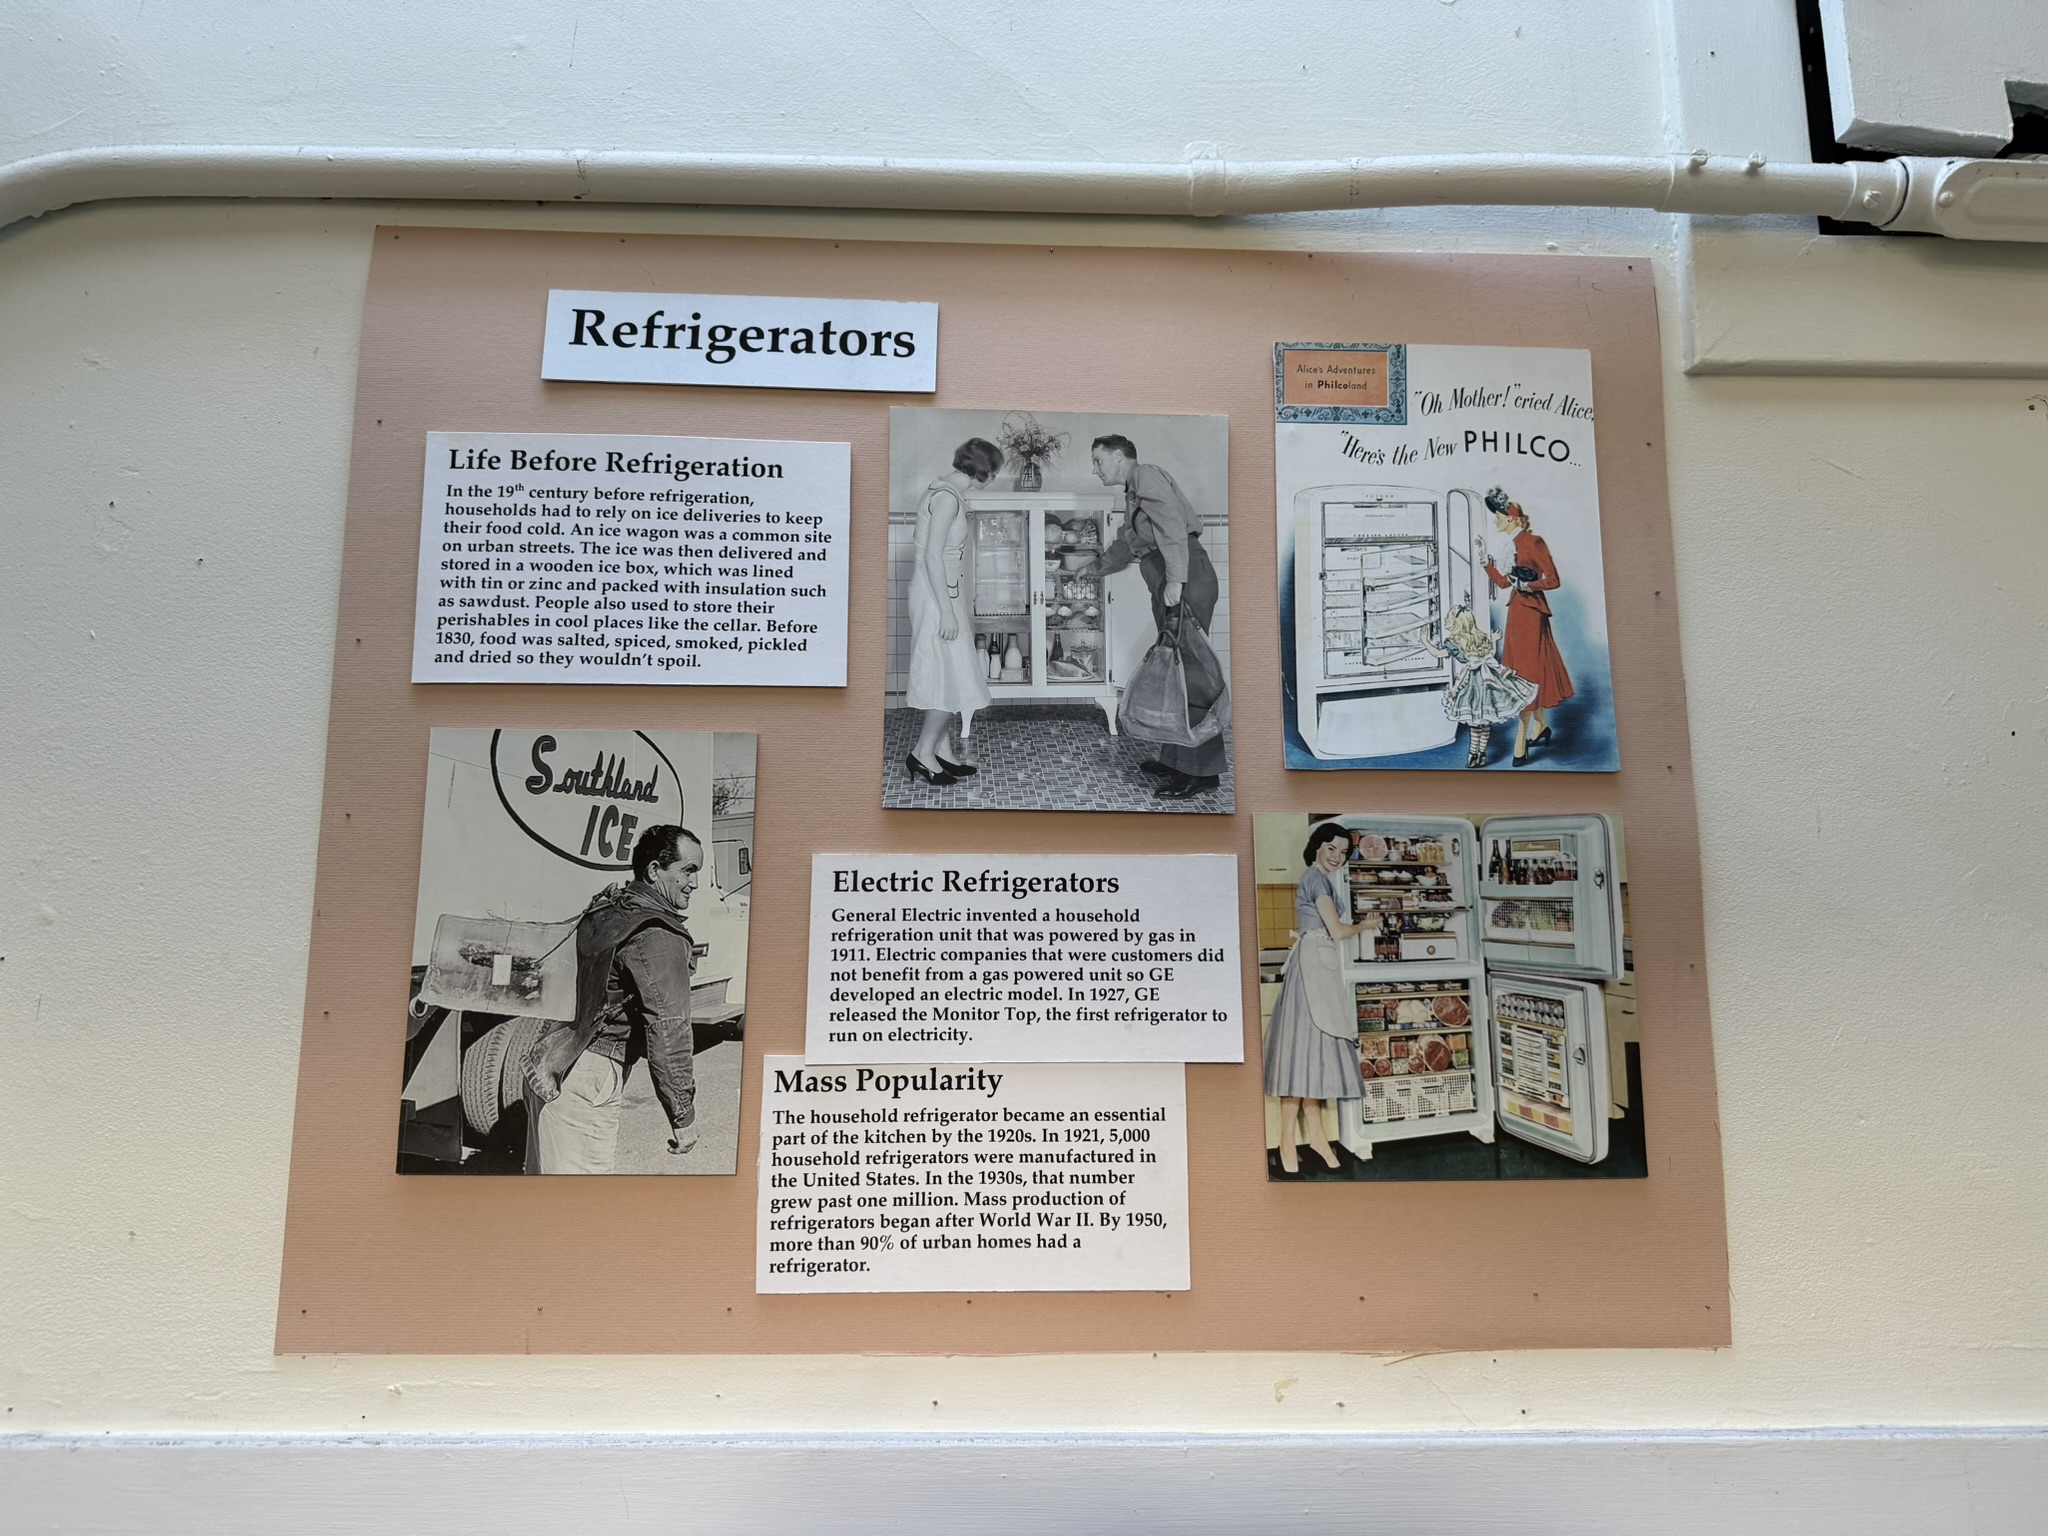 Refrigerators
Life Before Refrigeration
In the 19th century before refrigeration,
households had to rely on ice deliveries to keep
their food cold. An ice wagon was a common site
on urban streets. The ice was then delivered and
stored in a wooden ice box, which was lined
with tin or zinc and packed with insulation such
as sawdust. People also used to store their
perishables in cool places like the cellar. Before
1830, food was salted, spiced, smoked, pickled
and dried so they wouldn't spoil.
Southland
ICE
Alice's Adventures
in Philcoland
"Oh Mother!" cried Alice,
"Here's the New PHILCO...
Electric Refrigerators
General Electric invented a household
refrigeration unit that was powered by gas in
1911. Electric companies that were customers did
not benefit from a gas powered unit so GE
developed an electric model. In 1927, GE
released the Monitor Top, the first refrigerator to
run on electricity.
Mass Popularity
The household refrigerator became an essential
part of the kitchen by the 1920s. In 1921, 5,000
household refrigerators were manufactured in
the United States. In the 1930s, that number
grew past one million. Mass production of
refrigerators began after World War II. By 1950,
more than 90% of urban homes had a
refrigerator.